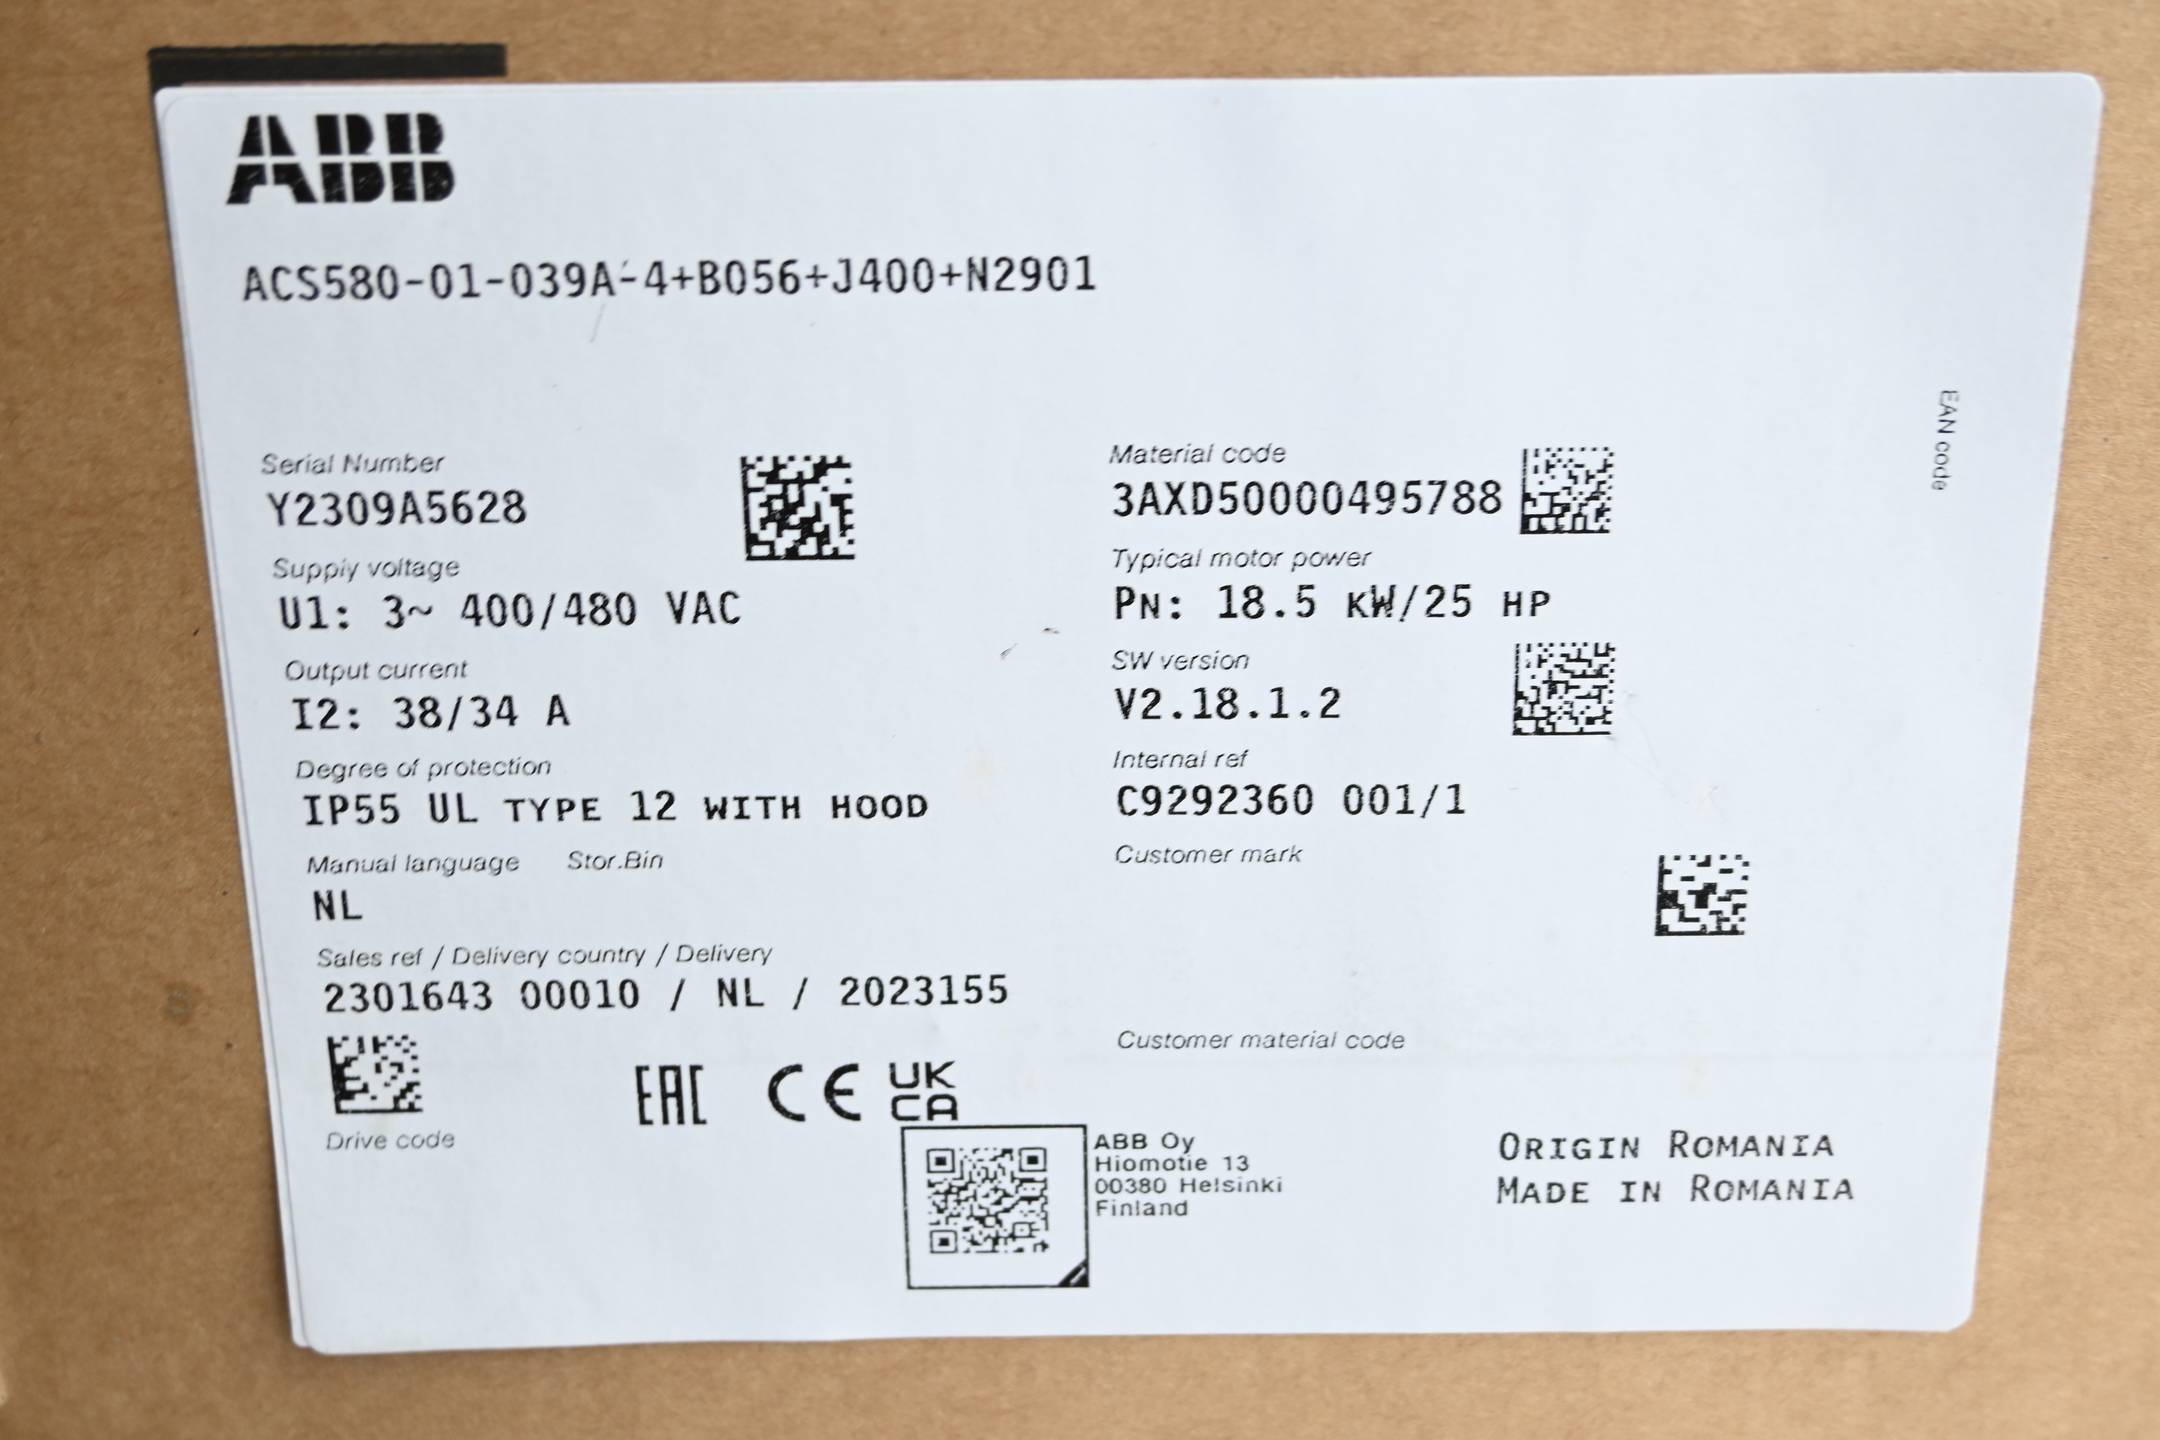 ABB
ACS580-01-039A-4+B056+J400+N2901
Serial Number
Y2309A5628
Supply voltage
U1: 3~ 400/480 VAC
Output current
I2: 38/34 A
Degree of protection
IP55 UL TYPE 12 WITH HOOD
Manual language Stor.Bin
NL
Sales ref / Delivery country / Delivery
2301643 00010 / NL / 2023155
Drive code
EAC CE UK
CA
Material code
3AXD50000495788
Typical motor power
PN: 18.5 KW/25 HP
SW version
V2.18.1.2
Internal ref
C9292360 001/1
Customer mark
Customer material code
ABB Oy
Hiomotie 13
00380 Helsinki
Finland
ORIGIN ROMANIA
MADE IN ROMANIA
EAN code